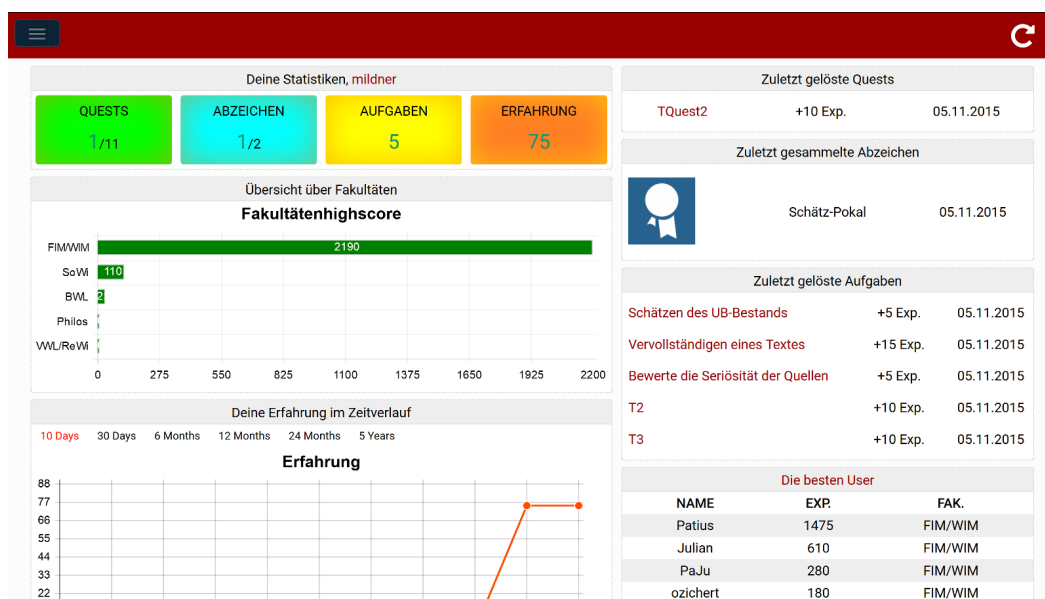 Deine Statistiken, mildner
QUESTS ABZEICHEN AUFGABEN ERFAHRUNG
1/11 1/2 5 75
Übersicht über Fakultäten
Fakultätenhighscore
FIM/WIM 2190
SoWi 110
BWL 2
Philos
VWL/ReWi
0 275 550 825 1100 1375 1650 1925 2200
Deine Erfahrung im Zeitverlauf
10 Days 30 Days 6 Months 12 Months 24 Months 5 Years
Erfahrung
88
77
66
55
44
33
22
Zuletzt gelöste Quests
TQuest2 +10 Exp. 05.11.2015
Zuletzt gesammelte Abzeichen
Schätz-Pokal 05.11.2015
Zuletzt gelöste Aufgaben
Schätzen des UB-Bestands +5 Exp. 05.11.2015
Vervollständigen eines Textes +15 Exp. 05.11.2015
Bewerte die Seriösität der Quellen +5 Exp. 05.11.2015
T2 +10 Exp. 05.11.2015
T3 +10 Exp. 05.11.2015
Die besten User
NAME EXP. FAK.
Patius 1475 FIM/WIM
Julian 610 FIM/WIM
PaJu 280 FIM/WIM
ozichert 180 FIM/WIM